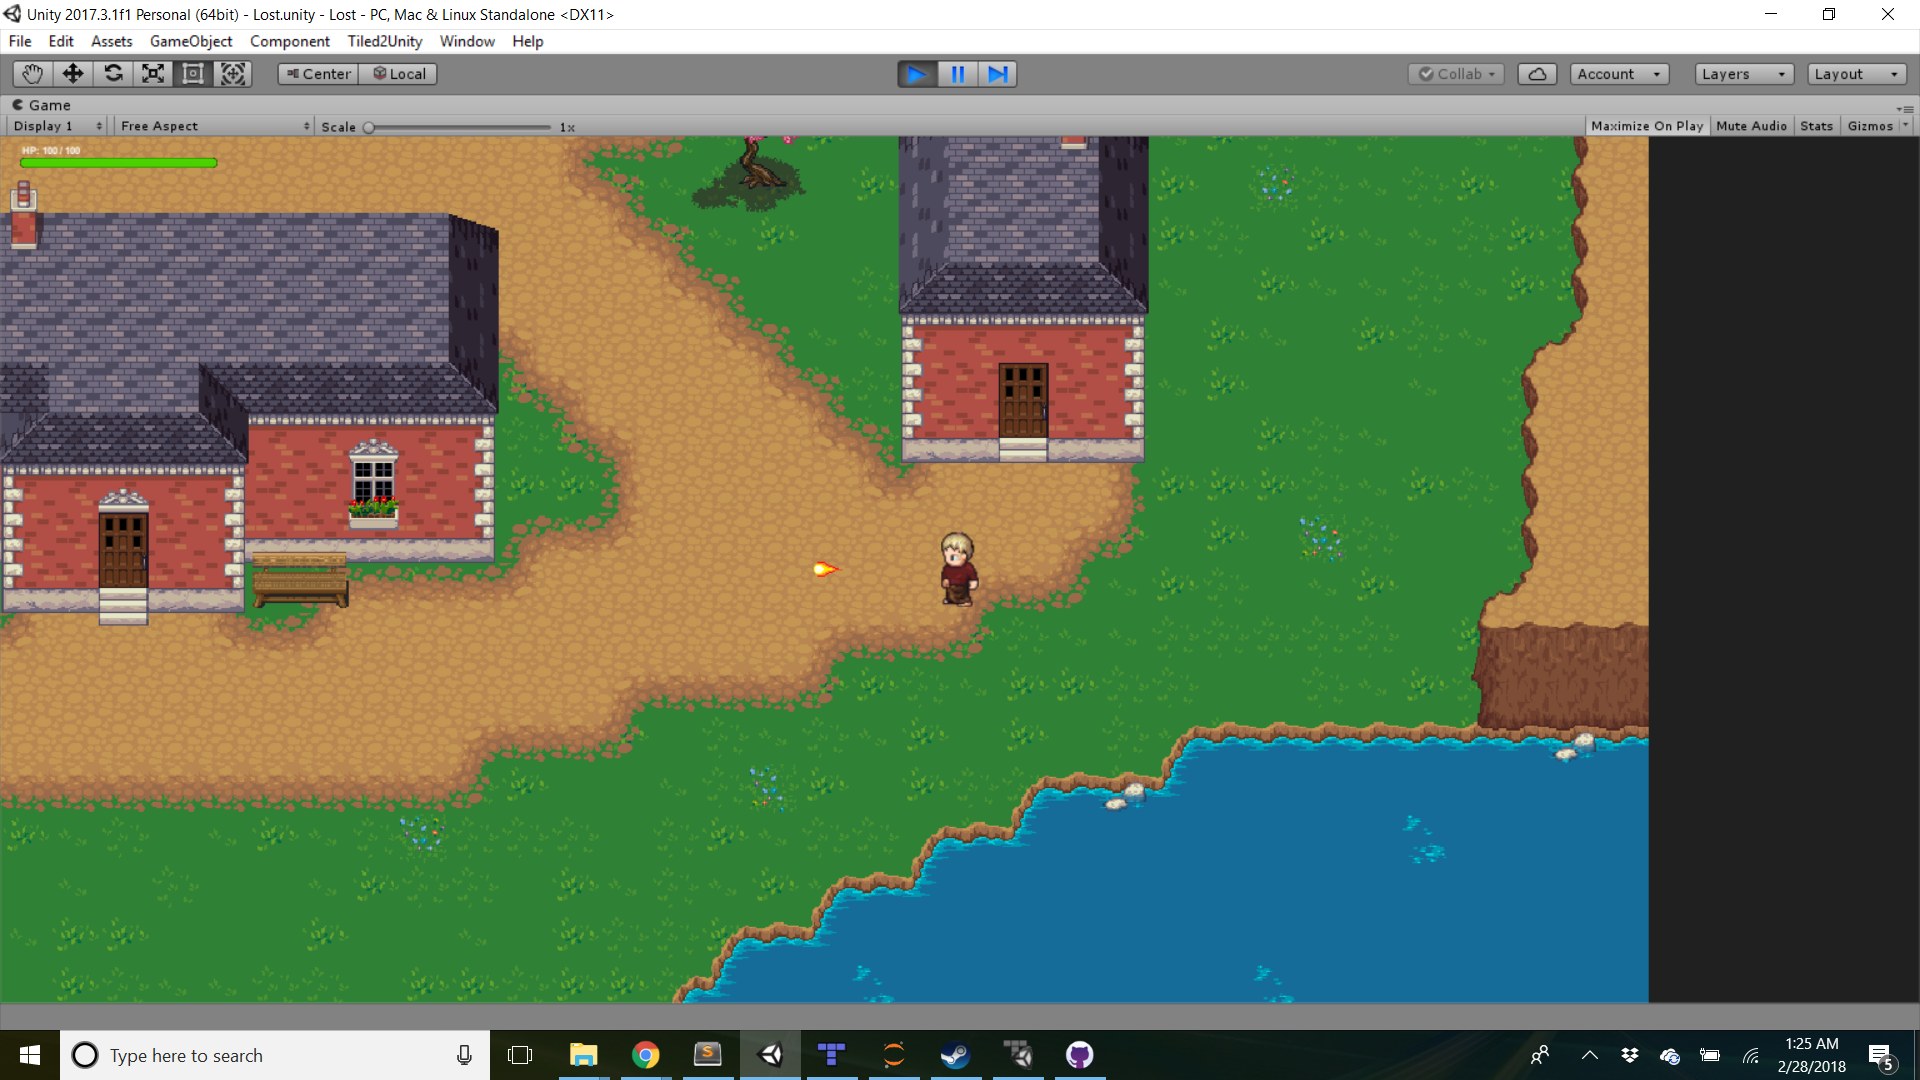 Unity 2017.3.1f1 Personal (64bit) - Lost.unity - Lost - PC, Mac & Linux Standalone <DX11>
File Edit Assets GameObject Component Tiled2Unity Window Help
Center Local Collab Account Layers Layout
Game
Display 1 Free Aspect Scale 1x Maximize On Play Mute Audio Stats Gizmos
HP: 100 / 100
Type here to search
1:25 AM
2/28/2018
5